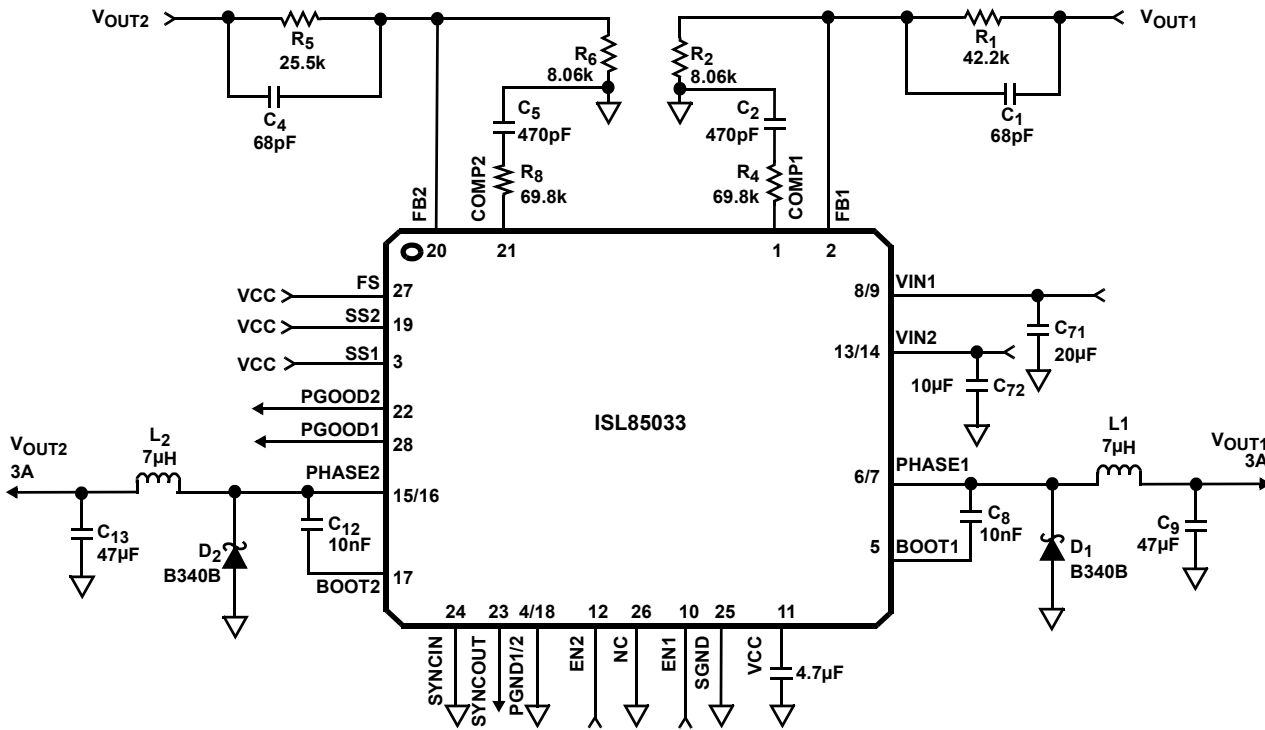 VOUT2
R5
25.5k
C4
68pF
R6
8.06k
C5
470pF
R8
69.8k
COMP2
FB2
R2
8.06k
C2
470pF
R4
69.8k
COMP1
FB1
R1
42.2k
C1
68pF
VOUT1
20
21
1
2
VCC
FS
27
VCC
SS2
19
VCC
SS1
3
PGOOD2
22
PGOOD1
28
PHASE2
15/16
BOOT2
17
VOUT2
3A
L2
7µH
C13
47µF
D2
B340B
C12
10nF
ISL85033
8/9
VIN1
C71
20µF
13/14
VIN2
10µF
C72
6/7
PHASE1
5
BOOT1
C8
10nF
L1
7µH
VOUT1
3A
D1
B340B
C9
47µF
24
23
4/18
12
26
10
25
11
SYNCIN
SYNCOUT
PGND1/2
EN2
NC
EN1
SGND
VCC
4.7µF